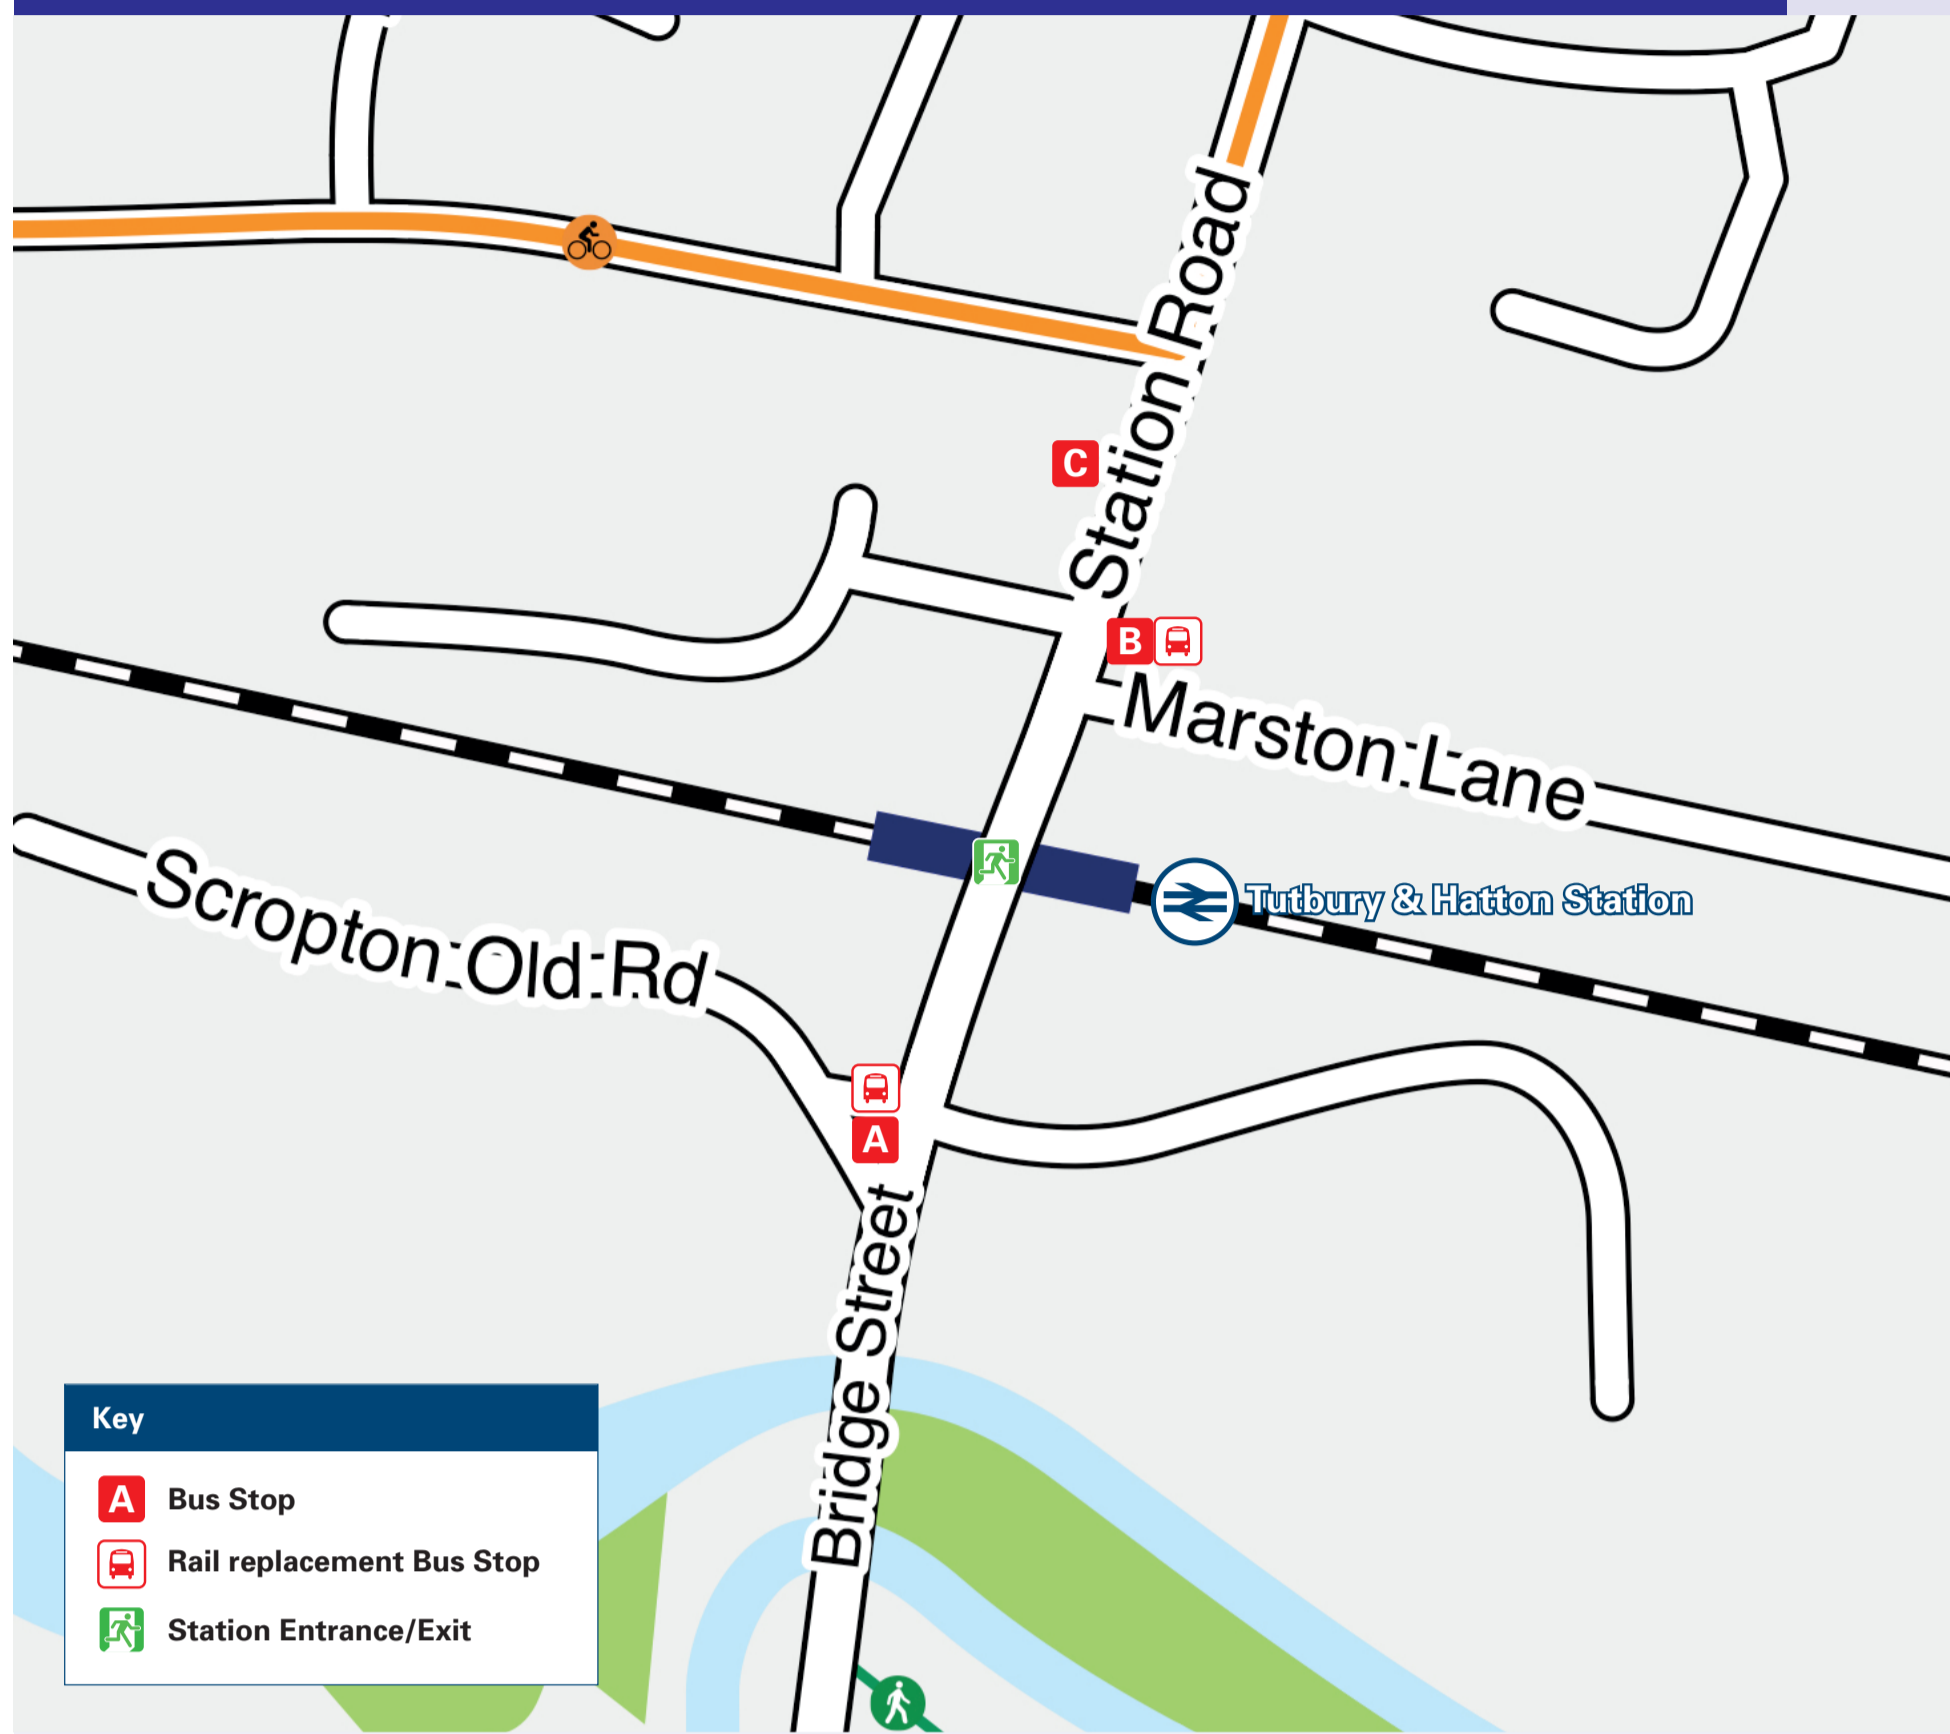 Station Road
C
B
Marston Lane
Tutbury & Hatton Station
Scropton Old Rd
A
Bridge Street
Key
A Bus Stop
Rail replacement Bus Stop
Station Entrance/Exit